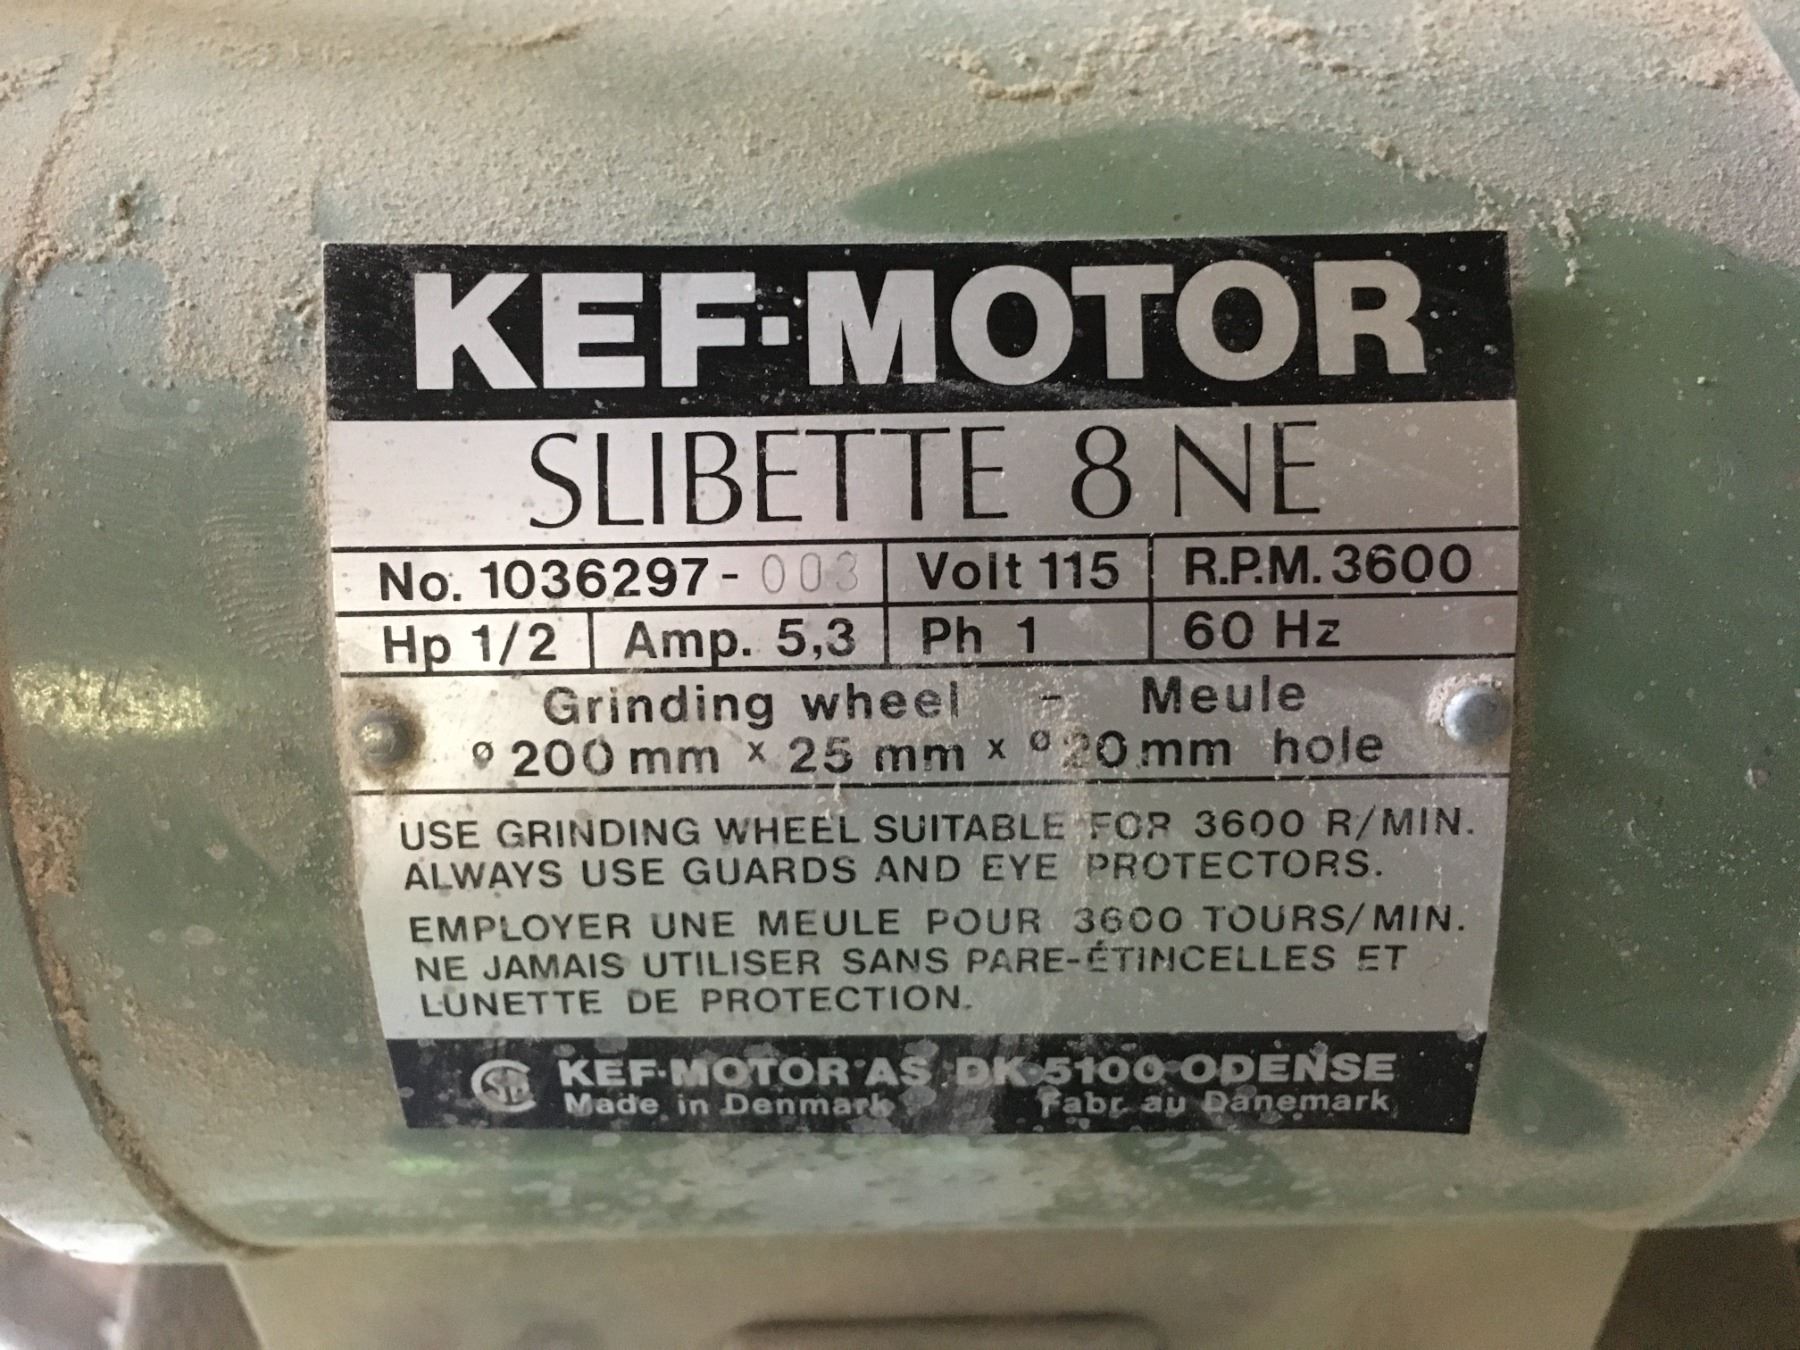 KEF-MOTOR
SLIBETTE 8 NE
No. 1036297-003 Volt 115 R.P.M. 3600
Hp 1/2 Amp. 5,3 Ph 1 60 Hz
Grinding wheel - Meule
ø 200 mm x 25 mm x ø 20 mm hole
USE GRINDING WHEEL SUITABLE FOR 3600 R/MIN.
ALWAYS USE GUARDS AND EYE PROTECTORS.
EMPLOYER UNE MEULE POUR 3600 TOURS/MIN.
NE JAMAIS UTILISER SANS PARE-ÉTINCELLES ET
LUNETTE DE PROTECTION.
KEF-MOTOR AS DK-5100 ODENSE
Made in Denmark Fabr. au Danemark